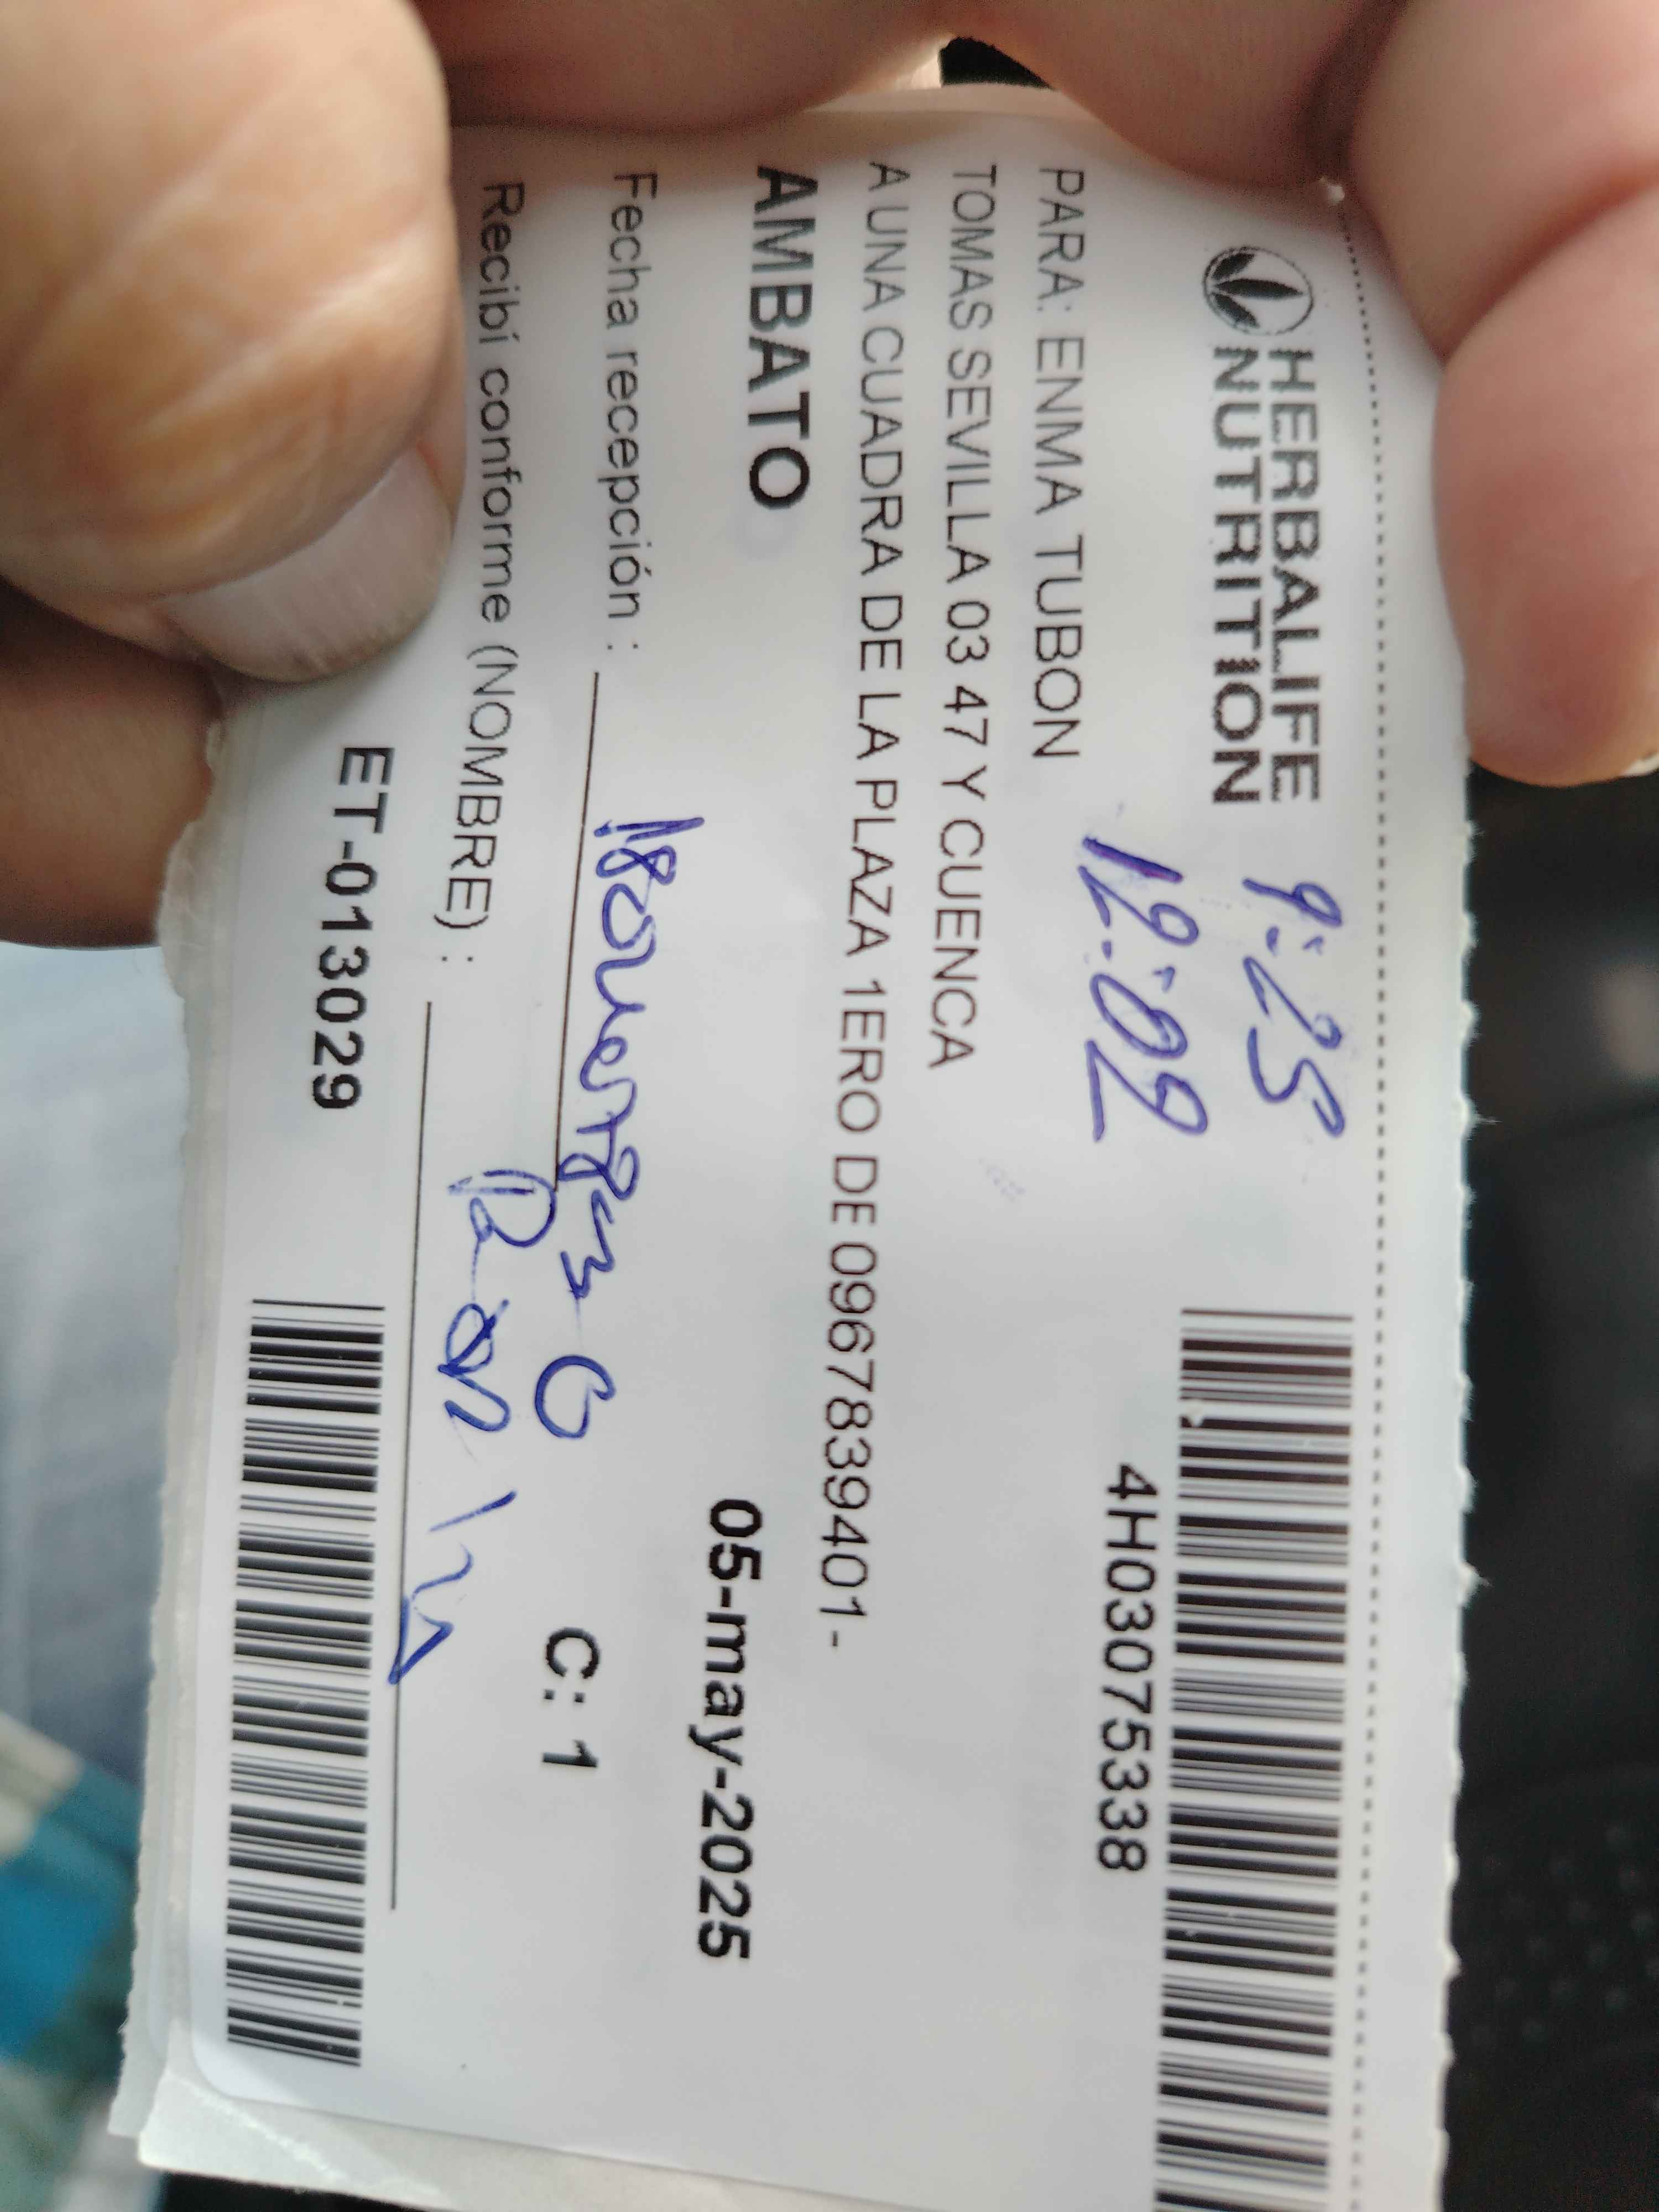 HERBALIFE
NUTRITION
9:25
12:02
4H03075338
PARA: ENMA TUBON
TOMAS SEVILLA 03 47 Y CUENCA
A UNA CUADRA DE LA PLAZA 1ERO DE 0967839401-
AMBATO
05-may-2025
Fecha recepción :
C: 1
Recibí conforme (NOMBRE) :
ET-013029